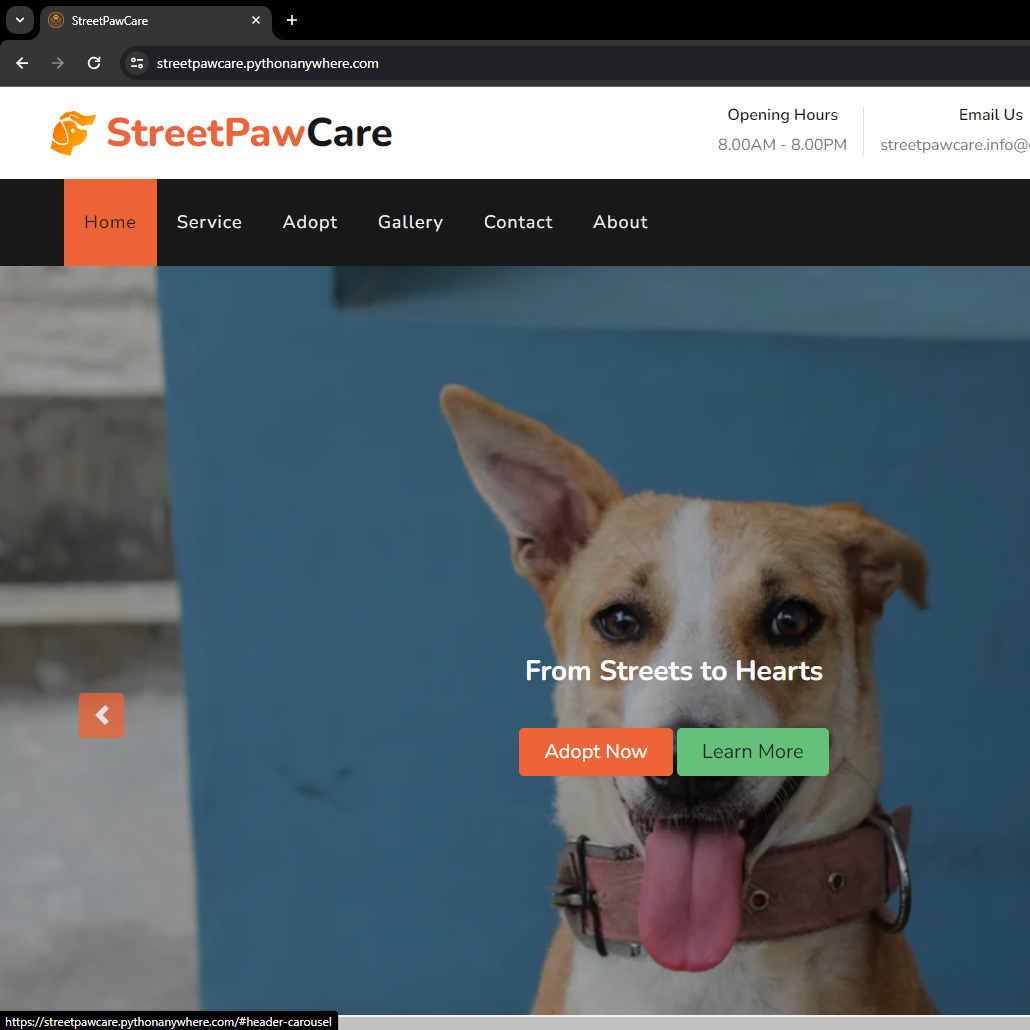 StreetPawCare
streetpawcare.pythonanywhere.com
StreetPawCare
Opening Hours
8.00AM - 8.00PM
Email Us
streetpawcare.info@
Home Service Adopt Gallery Contact About
From Streets to Hearts
Adopt Now Learn More
https://streetpawcare.pythonanywhere.com/#header-carousel